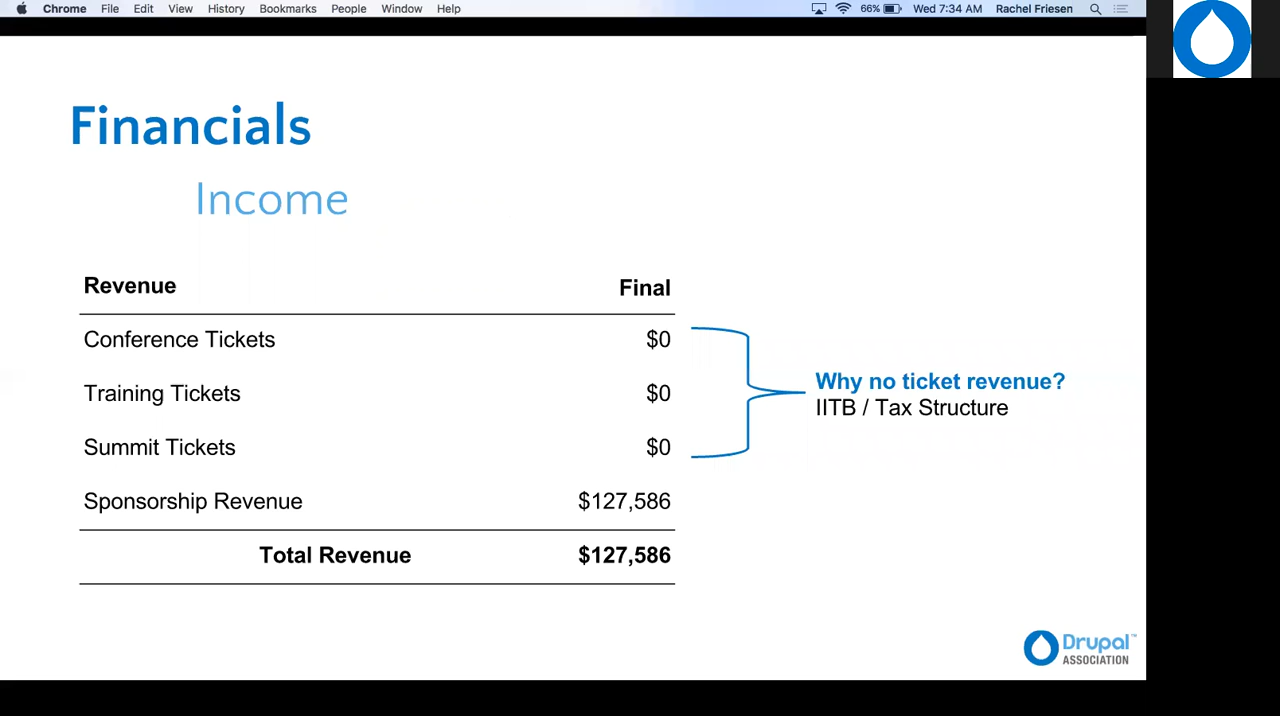 Chrome File Edit View History Bookmarks People Window Help 66% Wed 7:34 AM Rachel Friesen
Financials
Income
Revenue Final
Conference Tickets $0
Training Tickets $0
Summit Tickets $0
Sponsorship Revenue $127,586
Total Revenue $127,586
Why no ticket revenue?
IITB / Tax Structure
Drupal™
ASSOCIATION